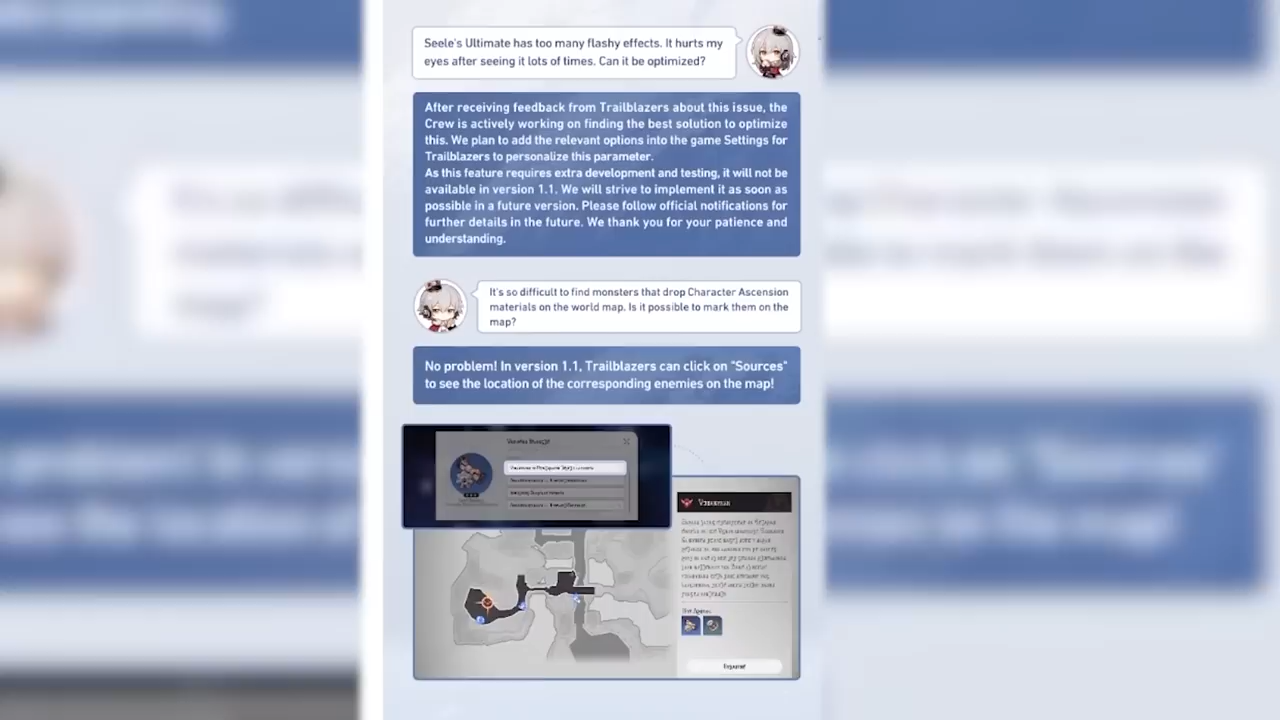 Seele's Ultimate has too many flashy effects. It hurts my
eyes after seeing it lots of times. Can it be optimized?
After receiving feedback from Trailblazers about this issue, the
Crew is actively working on finding the best solution to optimize
this. We plan to add the relevant options into the game Settings for
Trailblazers to personalize this parameter.
As this feature requires extra development and testing, it will not be
available in version 1.1. We will strive to implement it as soon as
possible in a future version. Please follow official notifications for
further details in the future. We thank you for your patience and
understanding.
It's so difficult to find monsters that drop Character Ascension
materials on the world map. Is it possible to mark them on the
map?
No problem! In version 1.1, Trailblazers can click on "Sources"
to see the location of the corresponding enemies on the map!